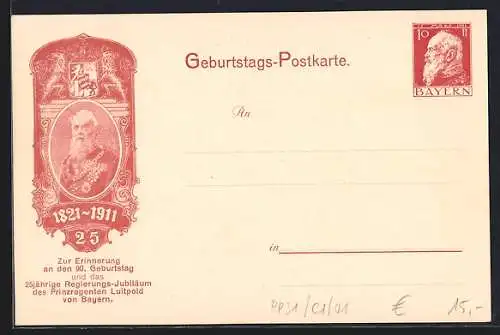 Geburtstags-Postkarte.
10
BAYERN
An
1821~1911
25
Zur Erinnerung
an den 90. Geburtstag
und das
25jährige Regierungs-Jubiläum
des Prinzregenten Luitpold
von Bayern.
in
PP31/C1/01 € 15,-